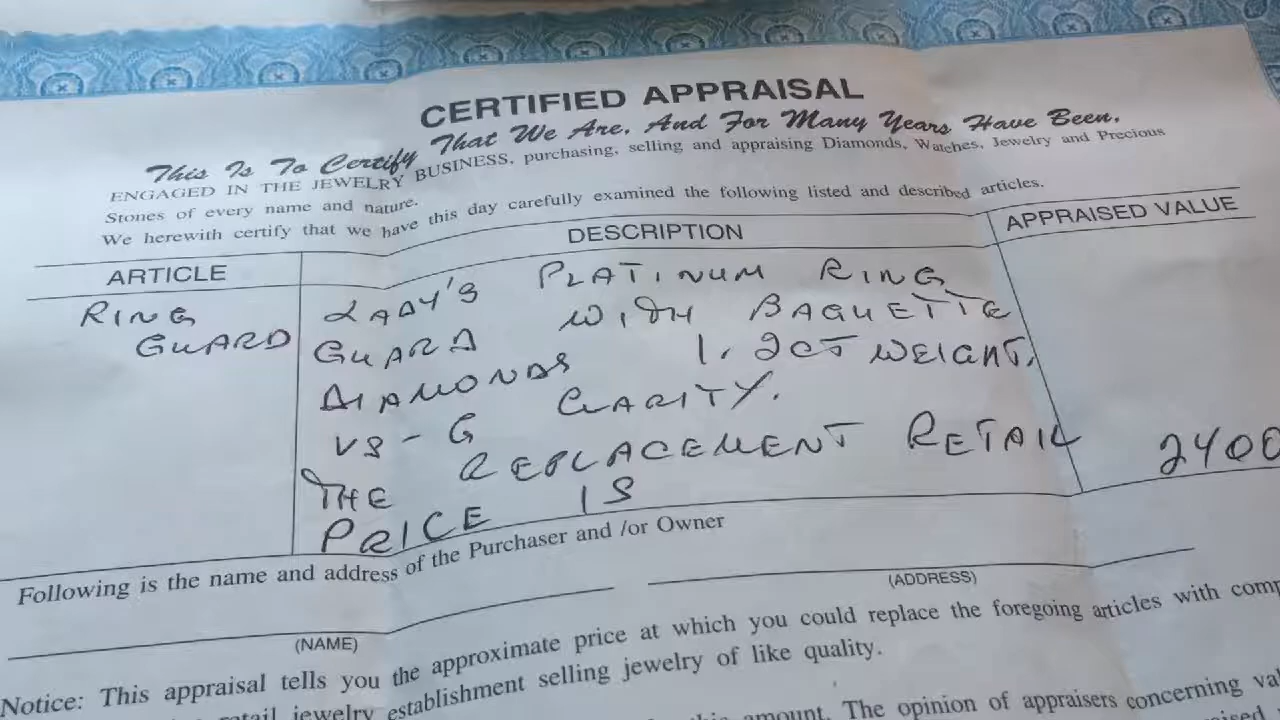 CERTIFIED APPRAISAL
This Is To Certify That We Are, And For Many Years Have Been,
ENGAGED IN THE JEWELRY BUSINESS, purchasing, selling and appraising Diamonds, Watches, Jewelry and Precious
Stones of every name and nature.
We herewith certify that we have this day carefully examined the following listed and described articles.
ARTICLE DESCRIPTION APPRAISED VALUE
RING LADY'S PLATINUM RING
GUARD GUARD WITH BAGUETTE
DIAMONDS 1.20CT WEIGHT.
VS-G CLARITY.
THE REPLACEMENT RETAIL 2400
PRICE IS
Following is the name and address of the Purchaser and /or Owner
(NAME) (ADDRESS)
Notice: This appraisal tells you the approximate price at which you could replace the foregoing articles with
retail jewelry establishment selling jewelry of like quality.
this amount. The opinion of appraisers concerning